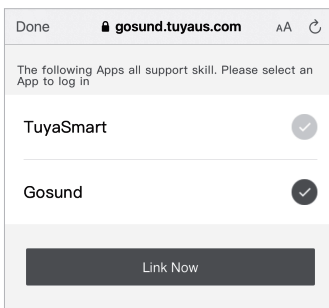 Done gosund.tuyaus.com AA
The following Apps all support skill. Please select an
App to log in
TuyaSmart
Gosund
Link Now